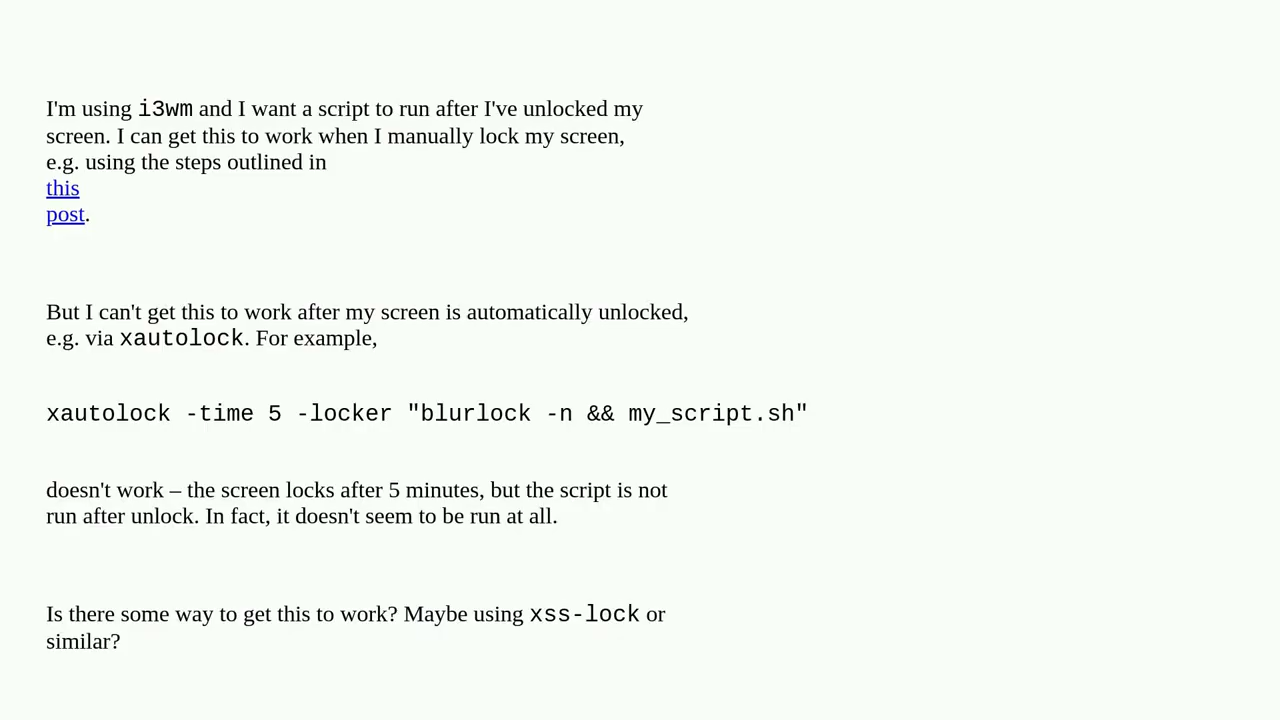 I'm using i3wm and I want a script to run after I've unlocked my
screen. I can get this to work when I manually lock my screen,
e.g. using the steps outlined in
this
post.
But I can't get this to work after my screen is automatically unlocked,
e.g. via xautolock. For example,
xautolock -time 5 -locker "blurlock -n && my_script.sh"
doesn't work – the screen locks after 5 minutes, but the script is not
run after unlock. In fact, it doesn't seem to be run at all.
Is there some way to get this to work? Maybe using xss-lock or
similar?